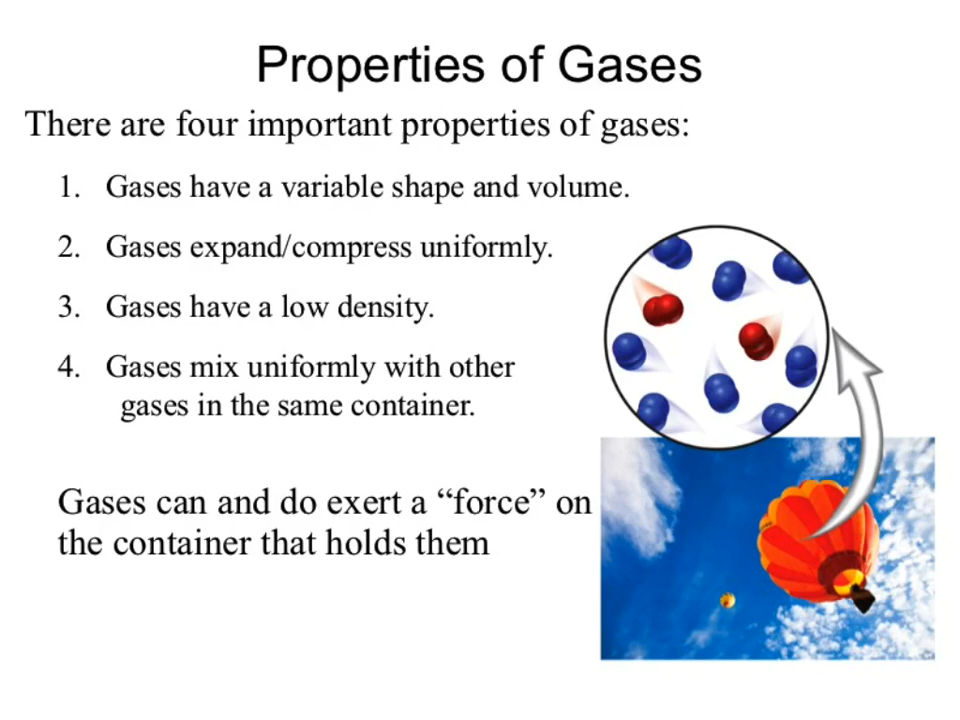 Properties of Gases
There are four important properties of gases:
1. Gases have a variable shape and volume.
2. Gases expand/compress uniformly.
3. Gases have a low density.
4. Gases mix uniformly with other
gases in the same container.
Gases can and do exert a “force” on
the container that holds them